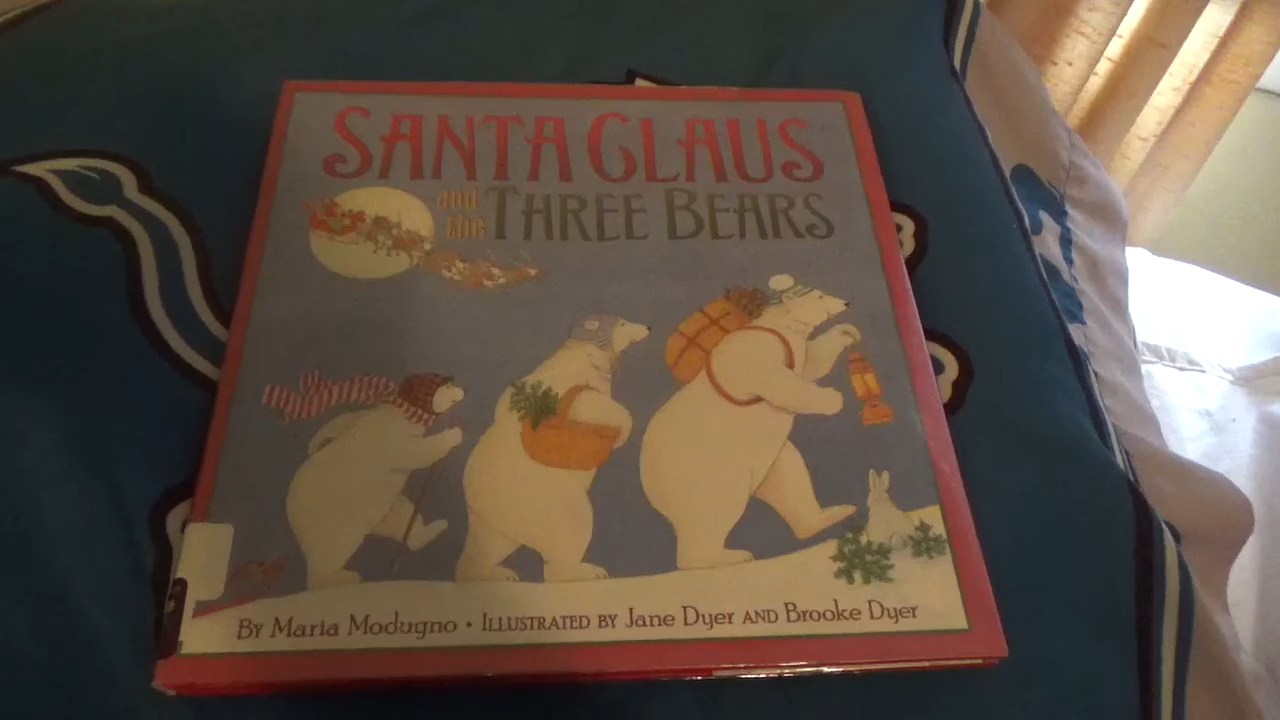 SANTA CLAUS
and the THREE BEARS
BY Maria Modugno • ILLUSTRATED BY Jane Dyer AND Brooke Dyer